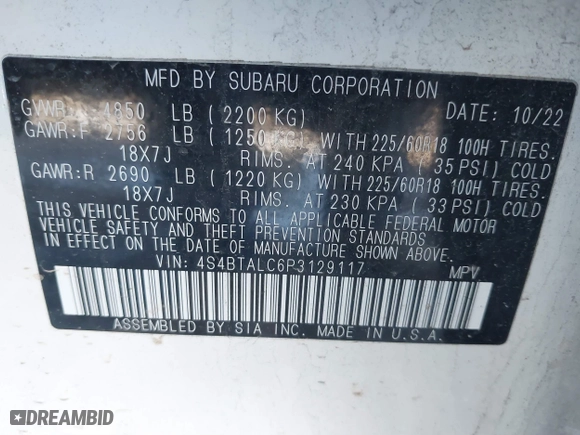 MFD BY SUBARU CORPORATION
GVWR: 4850 LB (2200 KG) DATE: 10/22
GAWR:F 2756 LB (1250 KG) WITH 225/60R18 100H TIRES.
18X7J RIMS. AT 240 KPA (35 PSI) COLD
GAWR:R 2690 LB (1220 KG) WITH 225/60R18 100H TIRES.
18X7J RIMS. AT 230 KPA (33 PSI) COLD
THIS VEHICLE CONFORMS TO ALL APPLICABLE FEDERAL MOTOR
VEHICLE SAFETY AND THEFT PREVENTION STANDARDS
IN EFFECT ON THE DATE OF MANUFACTURE SHOWN ABOVE.
VIN: 4S4BTALC6P3129117 MPV
ASSEMBLED BY SIA INC. MADE IN U.S.A.
DREAMBID